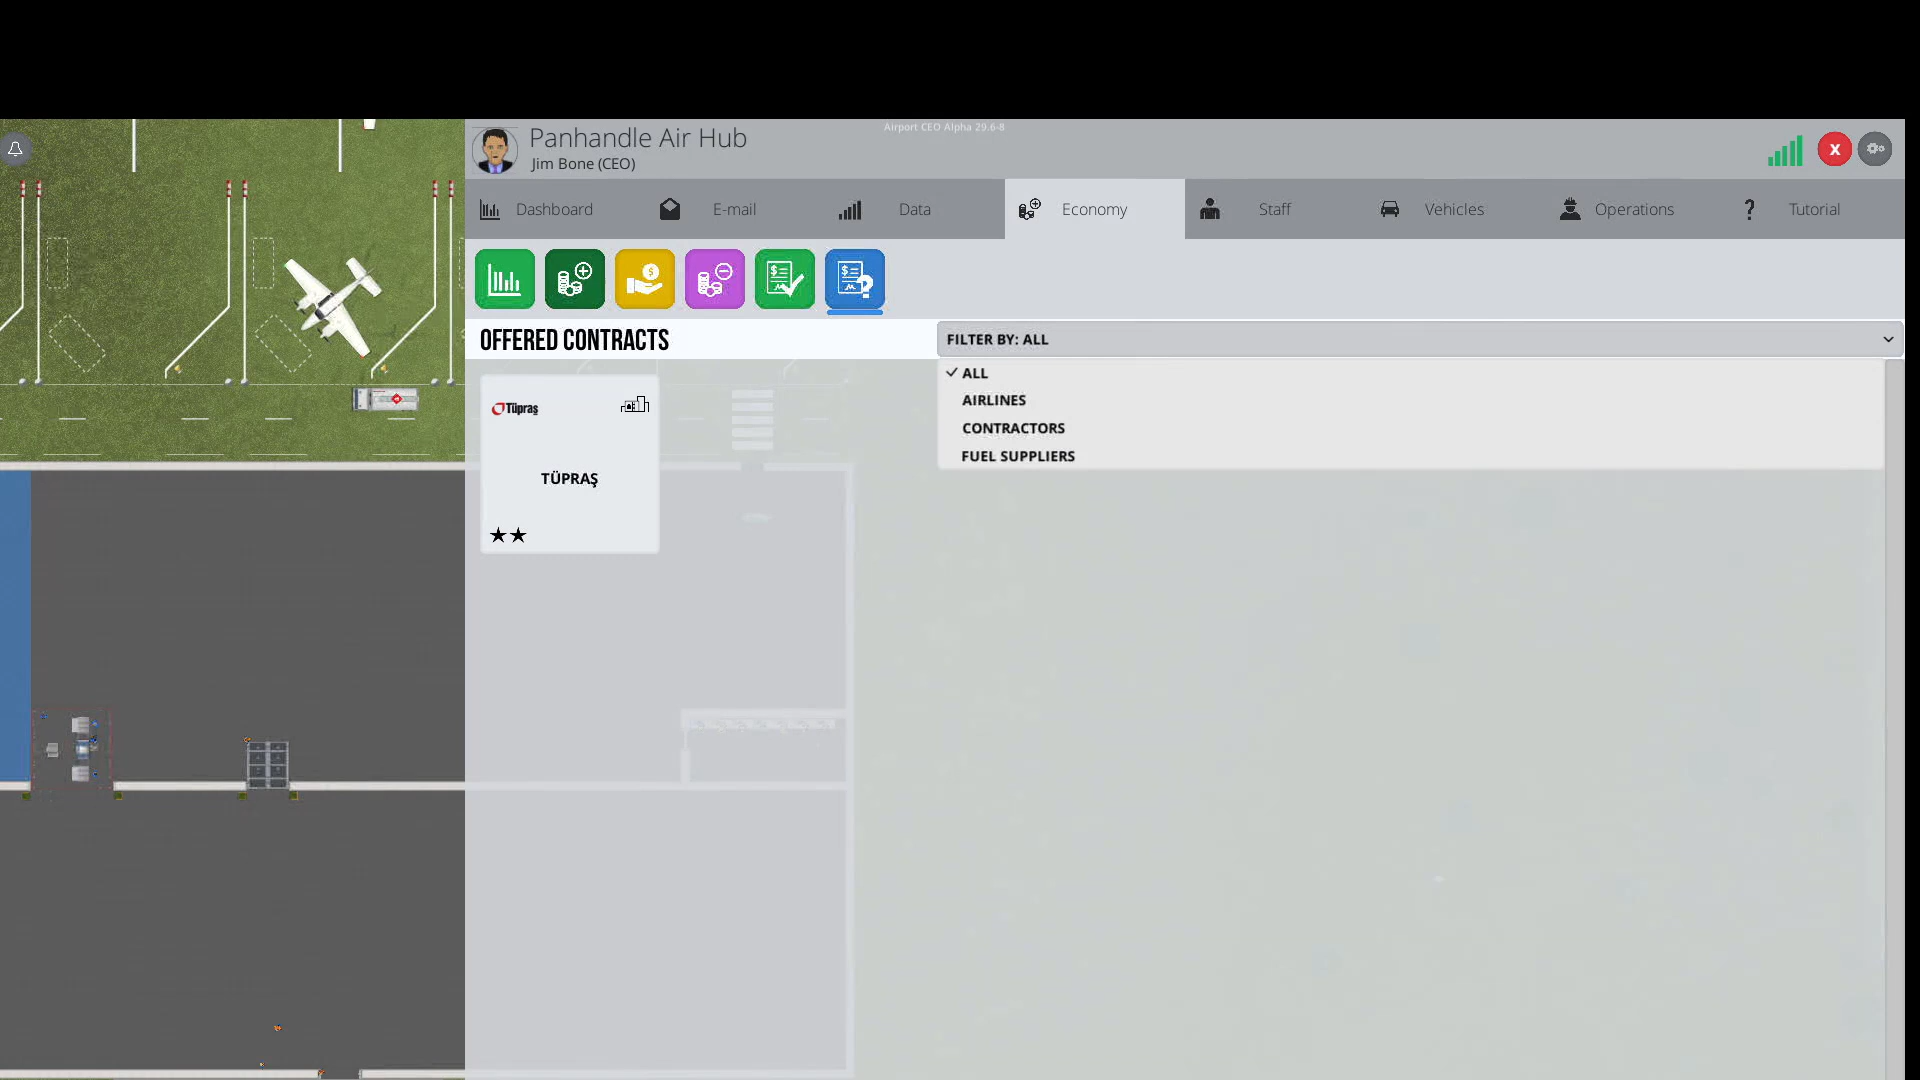 Airport CEO Alpha 29.6-8
Panhandle Air Hub
Jim Bone (CEO)
X
Dashboard
E-mail
Data
Economy
Staff
Vehicles
Operations
? Tutorial
OFFERED CONTRACTS
FILTER BY: ALL
ALL
AIRLINES
CONTRACTORS
FUEL SUPPLIERS
Tüpraş
TÜPRAŞ